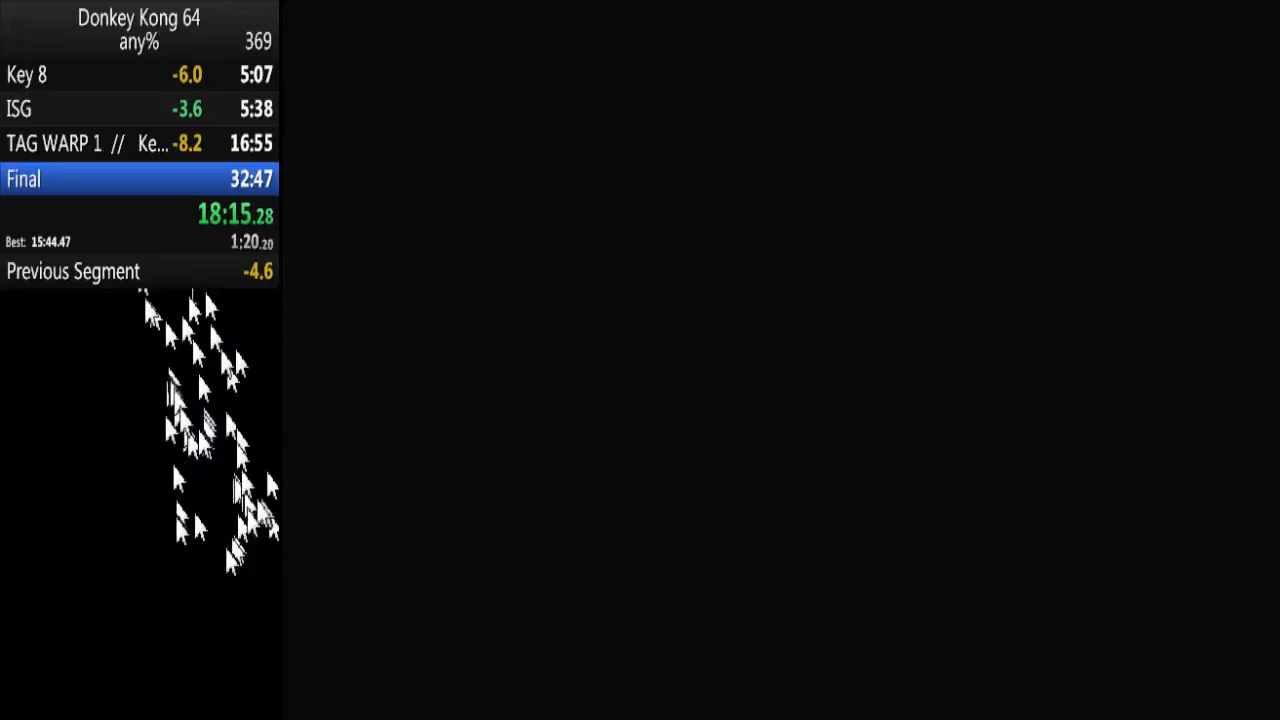 Donkey Kong 64
any% 369
Key 8 -6.0 5:07
ISG -3.6 5:38
TAG WARP 1 // Ke... -8.2 16:55
Final 32:47
18:15.28
Best: 15:44.47 1:20.20
Previous Segment -4.6